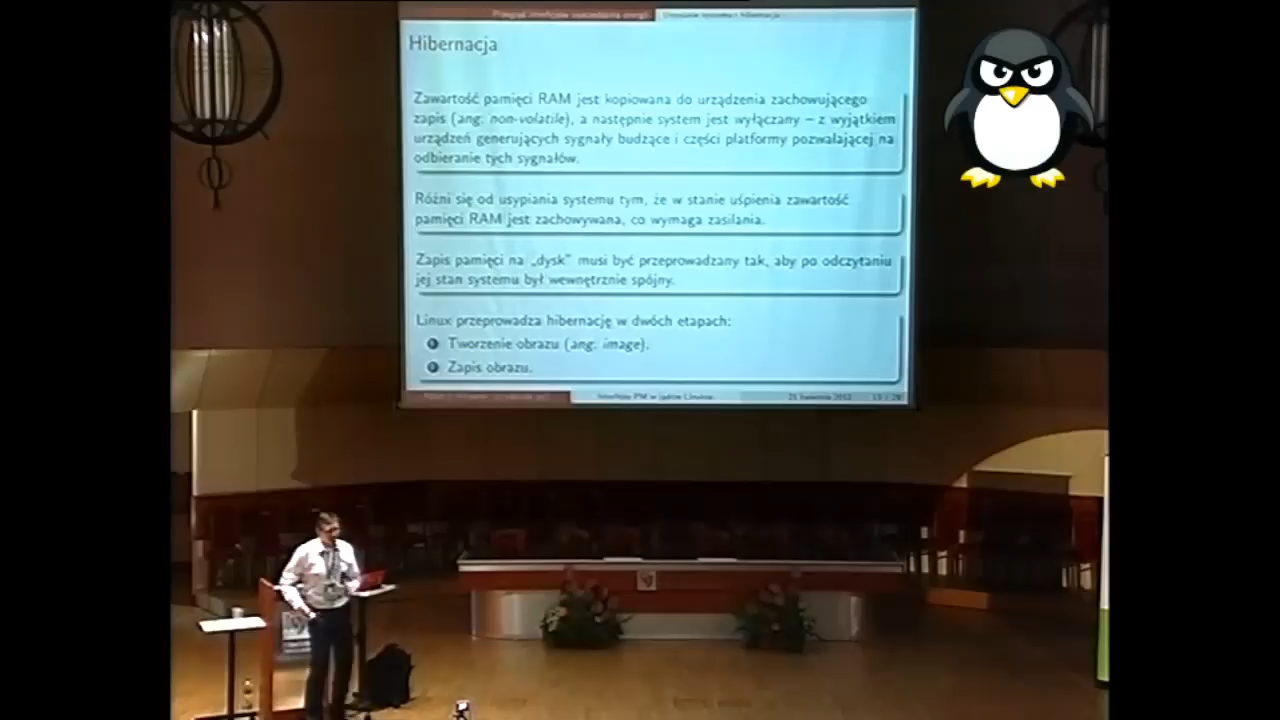 Hibernacja
Zawartość pamięci RAM jest kopiowana do urządzenia zachowującego
zapis (ang. non-volatile), a następnie system jest wyłączany – z wyjątkiem
urządzeń generujących sygnały budzące i części platformy pozwalającej na
odbieranie tych sygnałów.
Różni się od usypiania systemu tym, że w stanie uśpienia zawartość
pamięci RAM jest zachowywana, co wymaga zasilania.
Zapis pamięci na „dysk” musi być przeprowadzany tak, aby po odczytaniu
jej stan systemu był wewnętrznie spójny.
Linux przeprowadza hibernację w dwóch etapach:
1 Tworzenie obrazu (ang. image).
2 Zapis obrazu.
Interfejsy PM w jądrze Linuksa